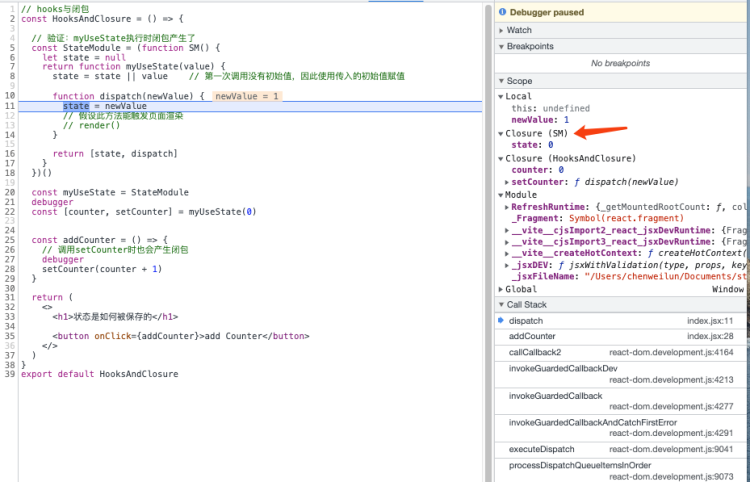 1 // hooks与闭包
2 const HooksAndClosure = () => {
3
4 // 验证：myUseState执行时闭包产生了
5 const StateModule = (function SM() {
6 let state = null
7 return function myUseState(value) {
8 state = state || value // 第一次调用没有初始值，因此使用传入的初始值赋值
9
10 function dispatch(newValue) { newValue = 1
11 state = newValue
12 // 假设此方法能触发页面渲染
13 // render()
14 }
15
16 return [state, dispatch]
17 }
18 })()
19
20 const myUseState = StateModule
21 debugger
22 const [counter, setCounter] = myUseState(0)
23
24
25 const addCounter = () => {
26 // 调用setCounter时也会产生闭包
27 debugger
28 setCounter(counter + 1)
29 }
30
31 return (
32 <>
33 <h1>状态是如何被保存的</h1>
34
35 <button onClick={addCounter}>add Counter</button>
36 </>
37 )
38 }
39 export default HooksAndClosure
Debugger paused
Watch
Breakpoints
No breakpoints
Scope
Local
this: undefined
newValue: 1
Closure (SM)
state: 0
Closure (HooksAndClosure)
counter: 0
setCounter: ƒ dispatch(newValue)
Module
RefreshRuntime: {_getMountedRootCount: ƒ, col
_Fragment: Symbol(react.fragment)
__vite__cjsImport2_react_jsxDevRuntime: {Frag
__vite__cjsImport3_react_jsxDevRuntime: {Frag
__vite__createHotContext: ƒ createHotContext(
_jsxDEV: ƒ jsxWithValidation(type, props, key
_jsxFileName: "/Users/chenweilun/Documents/st
Global Window
Call Stack
dispatch index.jsx:11
addCounter index.jsx:28
callCallback2 react-dom.development.js:4164
invokeGuardedCallbackDev
react-dom.development.js:4213
invokeGuardedCallback
react-dom.development.js:4277
invokeGuardedCallbackAndCatchFirstError
react-dom.development.js:4291
executeDispatch react-dom.development.js:9041
processDispatchQueueItemsInOrder
react-dom.development.js:9073